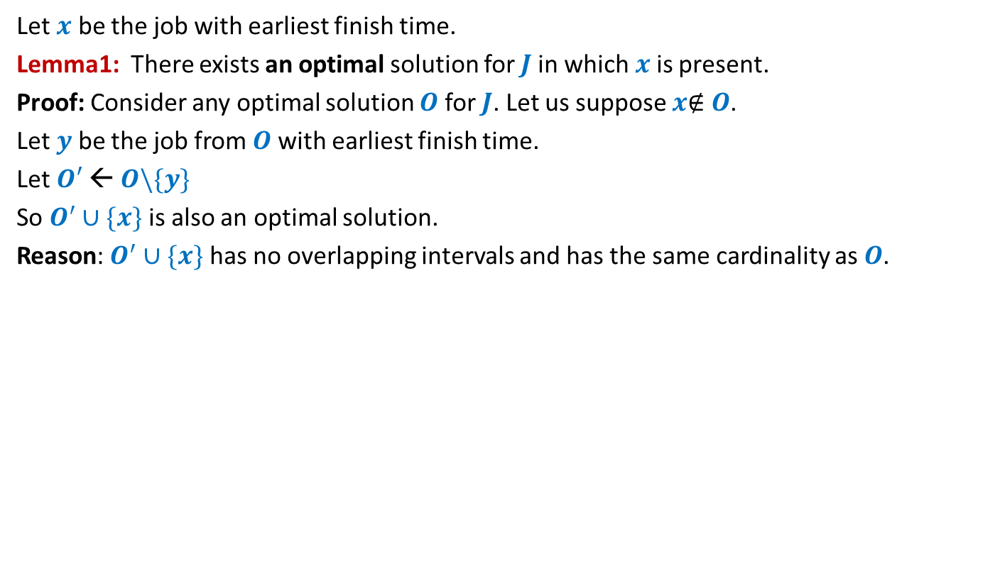 Let x be the job with earliest finish time.
Lemma1: There exists an optimal solution for J in which x is present.
Proof: Consider any optimal solution O for J. Let us suppose x∉ O.
Let y be the job from O with earliest finish time.
Let O′ ← O\{y}
So O′ ∪ {x} is also an optimal solution.
Reason: O′ ∪ {x} has no overlapping intervals and has the same cardinality as O.